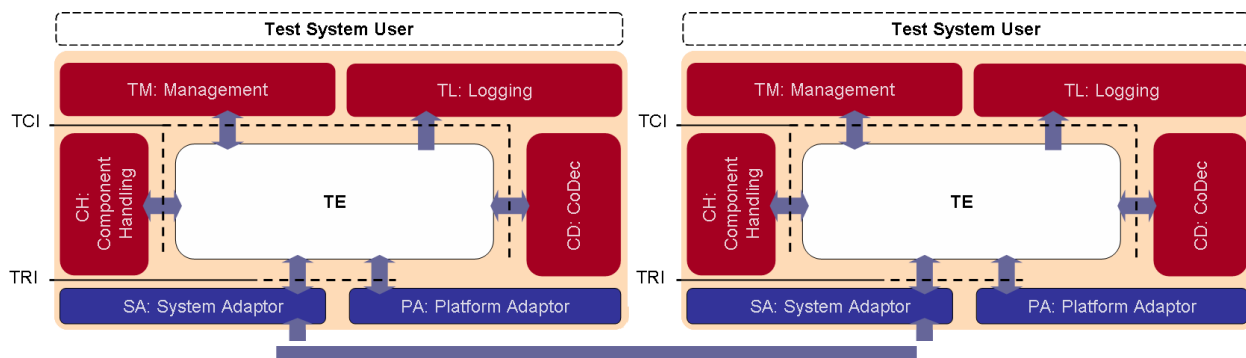 Test System User
TM: Management
TL: Logging
TCI
CH:
Component
Handling
TE
CD: CoDec
TRI
SA: System Adaptor
PA: Platform Adaptor
Test System User
TM: Management
TL: Logging
TCI
CH:
Component
Handling
TE
CD: CoDec
TRI
SA: System Adaptor
PA: Platform Adaptor